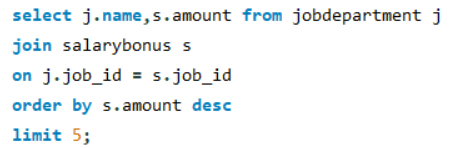 select j.name,s.amount from jobdepartment j
join salarybonus s
on j.job_id = s.job_id
order by s.amount desc
limit 5;